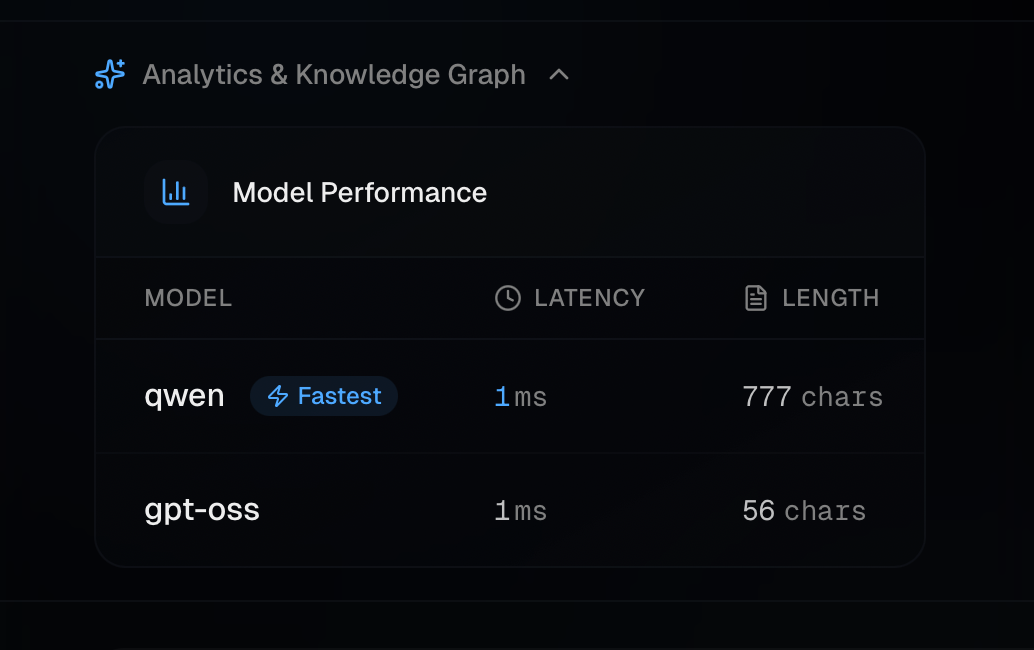 Analytics & Knowledge Graph
Model Performance
MODEL LATENCY LENGTH
qwen Fastest 1ms 777 chars
gpt-oss 1ms 56 chars